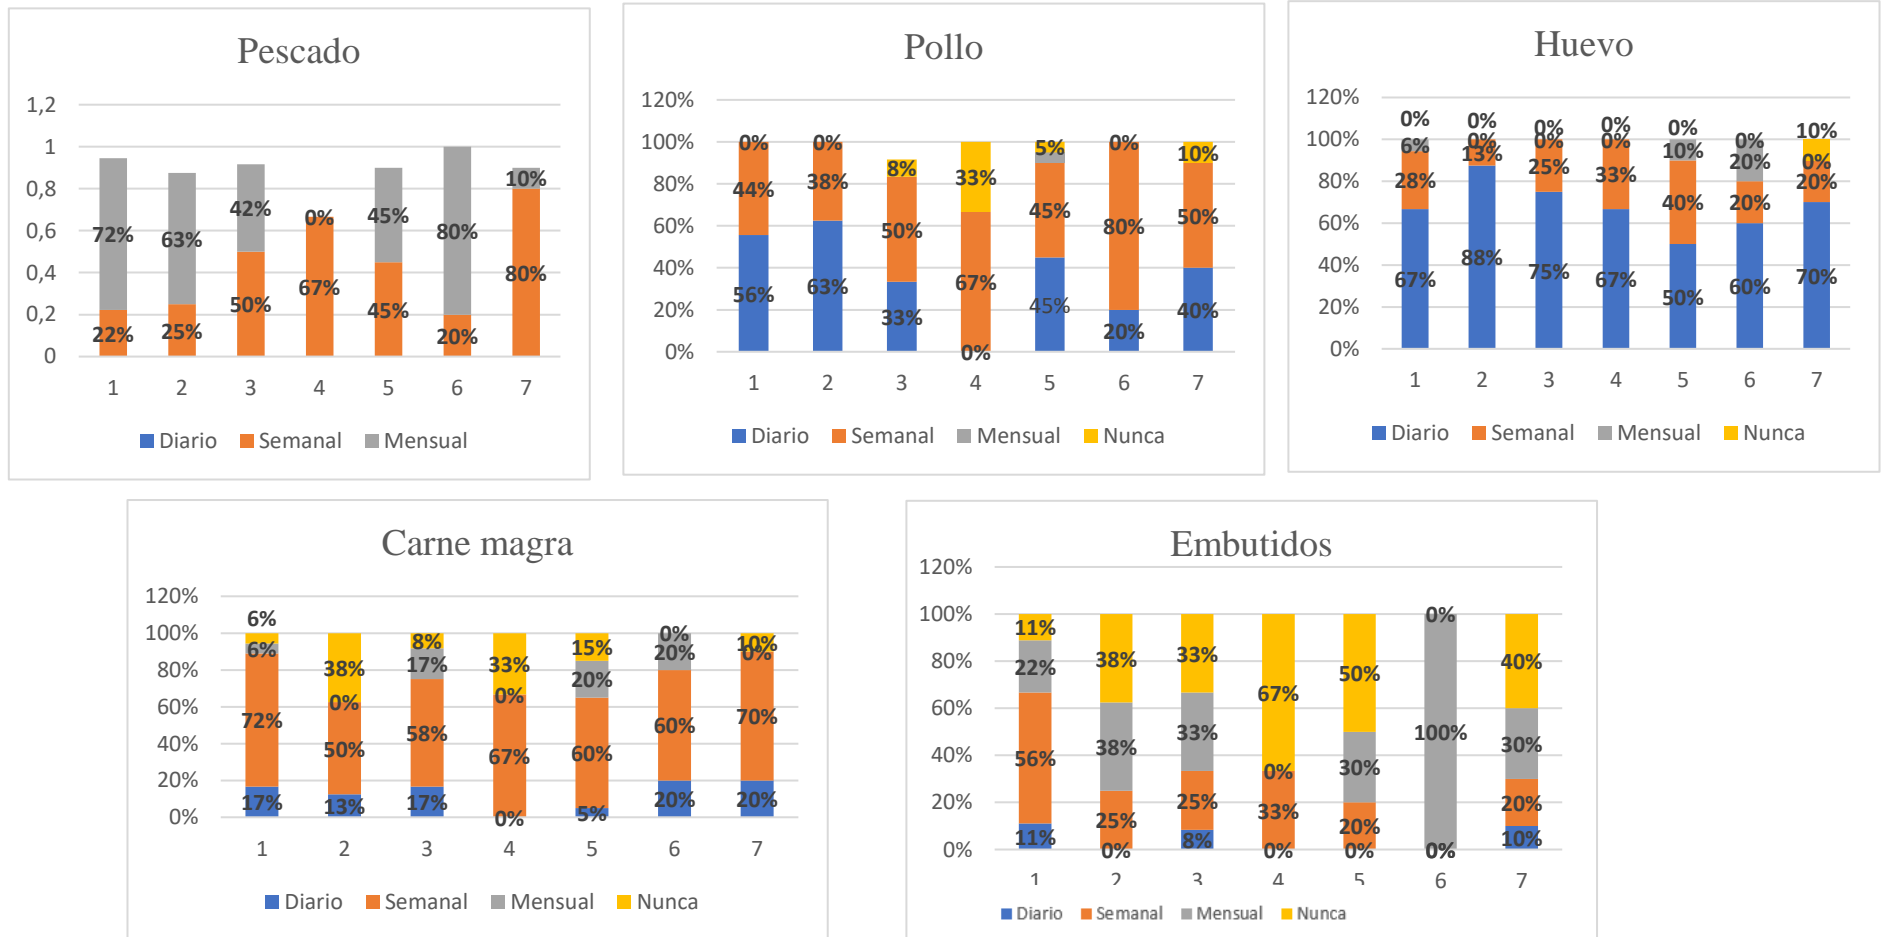 Pescado
1,2
1
0,8
0,6
0,4
0,2
0
72% 63% 42% 0% 45% 80% 10%
22% 25% 50% 67% 45% 20% 80%
1 2 3 4 5 6 7
Diario Semanal Mensual
Pollo
120%
100%
80%
60%
40%
20%
0%
0% 0% 8% 33% 5% 0% 10%
44% 38% 50% 67% 45% 80% 50%
56% 63% 33% 0% 45% 20% 40%
1 2 3 4 5 6 7
Diario Semanal Mensual Nunca
Huevo
120%
100%
80%
60%
40%
20%
0%
0% 0% 0% 0% 0% 0% 10%
6% 0% 0% 0% 10% 20% 0%
28% 13% 25% 33% 40% 20% 20%
67% 88% 75% 67% 50% 60% 70%
1 2 3 4 5 6 7
Diario Semanal Mensual Nunca
Carne magra
120%
100%
80%
60%
40%
20%
0%
6% 38% 8% 33% 15% 0% 10%
6% 0% 17% 0% 20% 20% 0%
72% 50% 58% 67% 60% 60% 70%
17% 13% 17% 0% 5% 20% 20%
1 2 3 4 5 6 7
Diario Semanal Mensual Nunca
Embutidos
120%
100%
80%
60%
40%
20%
0%
11% 38% 33% 67% 50% 0% 40%
22% 38% 33% 0% 30% 100% 30%
56% 25% 25% 33% 20% 0% 20%
11% 0% 8% 0% 0% 0% 10%
1 2 3 4 5 6 7
Diario Semanal Mensual Nunca